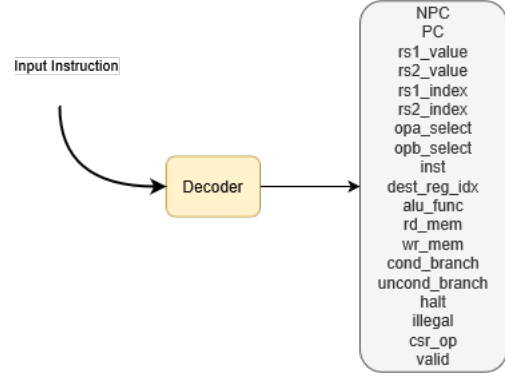 Input Instruction
Decoder
NPC
PC
rs1_value
rs2_value
rs1_index
rs2_index
opa_select
opb_select
inst
dest_reg_idx
alu_func
rd_mem
wr_mem
cond_branch
uncond_branch
halt
illegal
csr_op
valid